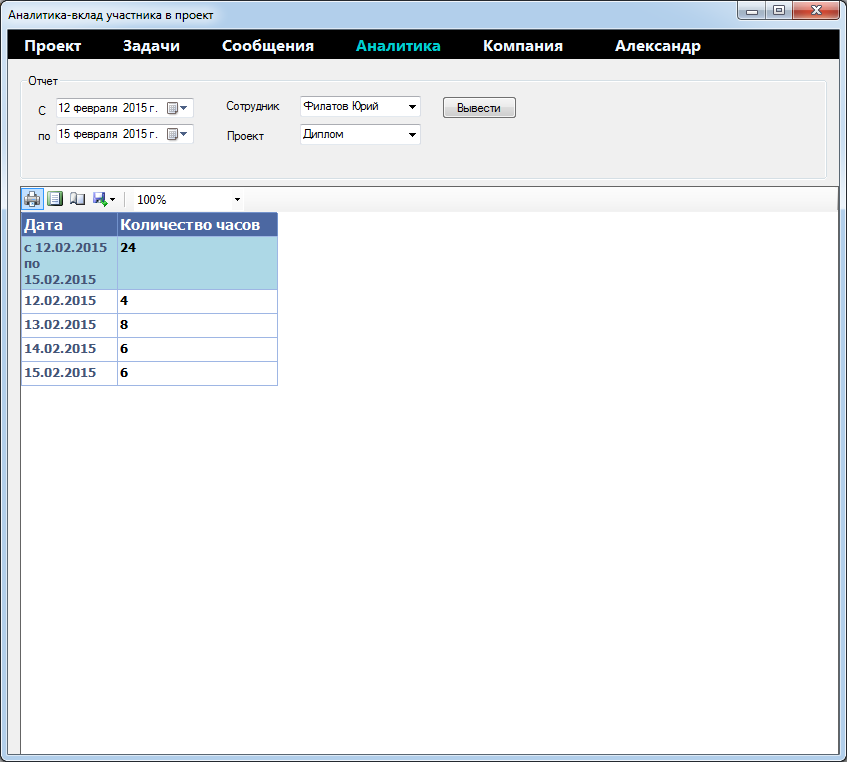 Аналитика-вклад участника в проект
Проект Задачи Сообщения Аналитика Компания Александр
Отчет
С 12 февраля 2015 г. Сотрудник Филатов Юрий Вывести
по 15 февраля 2015 г. Проект Диплом
100%
Дата Количество часов
с 12.02.2015 24
по
15.02.2015
12.02.2015 4
13.02.2015 8
14.02.2015 6
15.02.2015 6